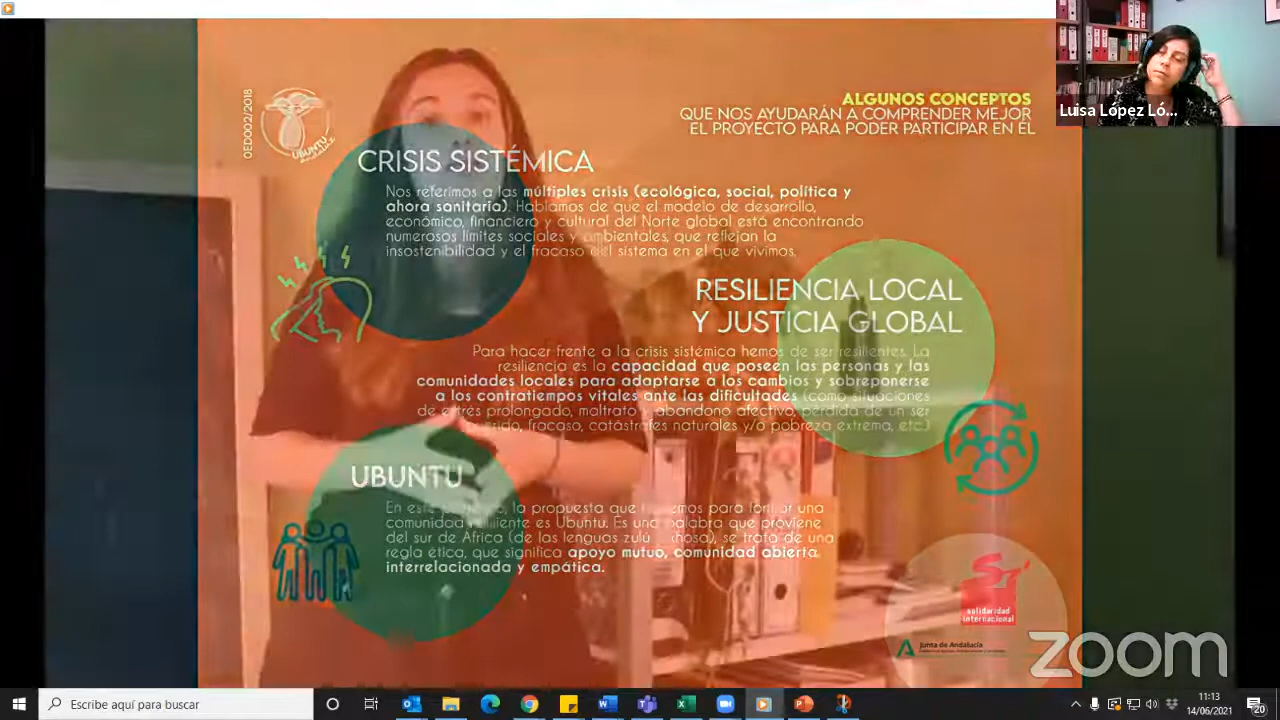 Luisa López Ló...
OED002/2018
UBUNTU
ALGUNOS CONCEPTOS
QUE NOS AYUDARÁN A COMPRENDER MEJOR
EL PROYECTO PARA PODER PARTICIPAR EN EL
CRISIS SISTÉMICA
Nos referimos a las múltiples crisis (ecológica, social, política y
ahora sanitaria). Hablamos de que el modelo de desarrollo,
económico, financiero y cultural del Norte global está encontrando
numerosos límites sociales y ambientales, que reflejan la
insostenibilidad y el fracaso del sistema en el que vivimos.
RESILIENCIA LOCAL
Y JUSTICIA GLOBAL
Para hacer frente a la crisis sistémica hemos de ser resilientes. La
resiliencia es la capacidad que poseen las personas y las
comunidades locales para adaptarse a los cambios y sobreponerse
a los contratiempos vitales ante las dificultades (como situaciones
de estrés prolongado, maltrato y abandono afectivo, pérdida de un ser
querido, fracaso, catástrofes naturales y/o pobreza extrema, etc.)
UBUNTU
En este, la propuesta que para formar una
comunidad resiliente es Ubuntu. Es una palabra que proviene
del sur de África (de las lenguas zulú xhosa), se trata de una
regla ética, que significa apoyo mutuo, comunidad abierta,
interrelacionada y empática.
solidaridad
internacional
Junta de Andalucía
zoom
Escribe aquí para buscar
11:13
14/06/2021
20